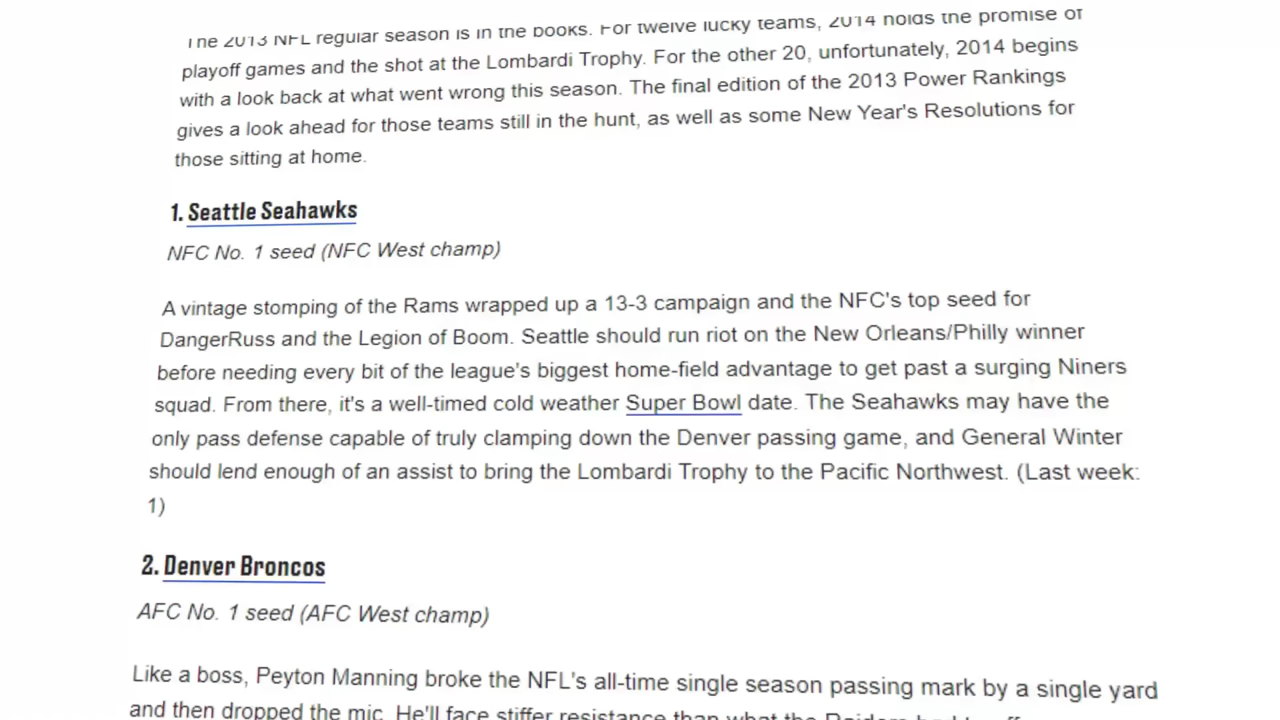 The 2013 NFL regular season is in the books. For twelve lucky teams, 2014 holds the promise of
playoff games and the shot at the Lombardi Trophy. For the other 20, unfortunately, 2014 begins
with a look back at what went wrong this season. The final edition of the 2013 Power Rankings
gives a look ahead for those teams still in the hunt, as well as some New Year's Resolutions for
those sitting at home.
1. Seattle Seahawks
NFC No. 1 seed (NFC West champ)
A vintage stomping of the Rams wrapped up a 13-3 campaign and the NFC's top seed for
DangerRuss and the Legion of Boom. Seattle should run riot on the New Orleans/Philly winner
before needing every bit of the league's biggest home-field advantage to get past a surging Niners
squad. From there, it's a well-timed cold weather Super Bowl date. The Seahawks may have the
only pass defense capable of truly clamping down the Denver passing game, and General Winter
should lend enough of an assist to bring the Lombardi Trophy to the Pacific Northwest. (Last week:
1)
2. Denver Broncos
AFC No. 1 seed (AFC West champ)
Like a boss, Peyton Manning broke the NFL's all-time single season passing mark by a single yard
and then dropped the mic. He'll face stiffer resistance than what the Raiders